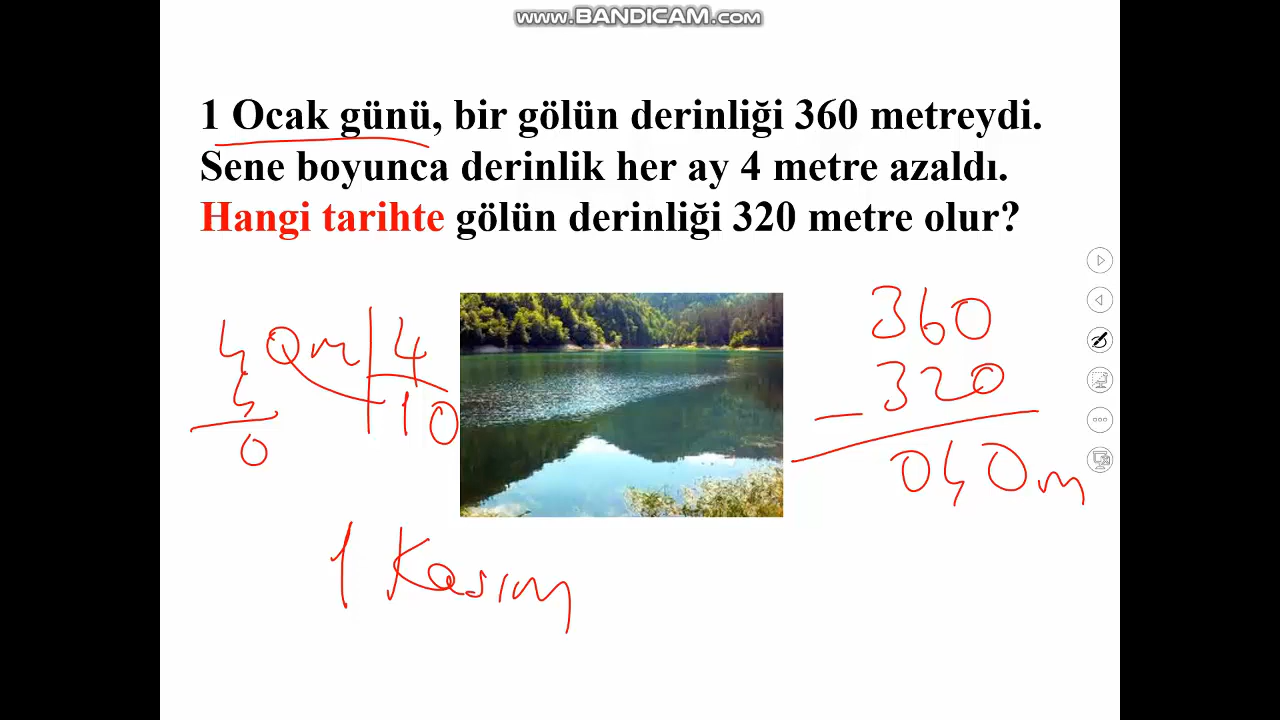 www.BANDICAM.com
1 Ocak günü, bir gölün derinliği 360 metreydi.
Sene boyunca derinlik her ay 4 metre azaldı.
Hangi tarihte gölün derinliği 320 metre olur?
40m 4
4 10
0
360
- 320
040m
1 Kasım